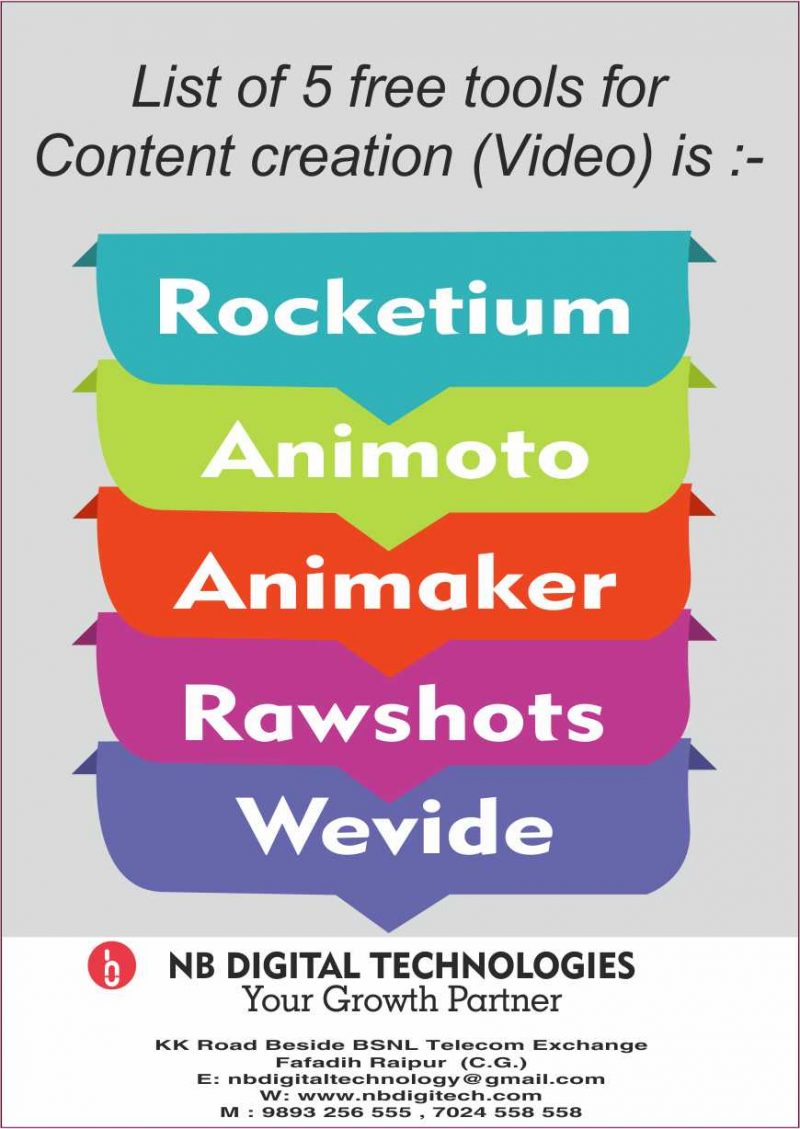 List of 5 free tools for
Content creation (Video) is :-
Rocketium
Animoto
Animaker
Rawshots
Wevide
NB DIGITAL TECHNOLOGIES
Your Growth Partner
KK Road Beside BSNL Telecom Exchange
Fafadih Raipur (C.G.)
E: nbdigitaltechnology@gmail.com
W: www.nbdigitech.com
M : 9893 256 555 , 7024 558 558